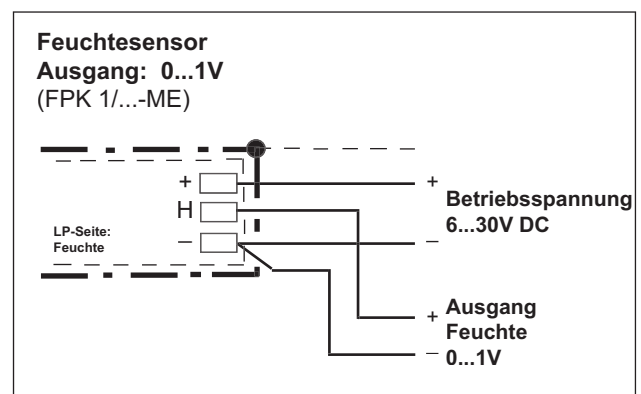 Feuchtesensor
Ausgang: 0...1V
(FPK 1/...-ME)
+
H
–
LP-Seite:
Feuchte
+
Betriebsspannung
6...30V DC
–
+
Ausgang
Feuchte
– 0...1V